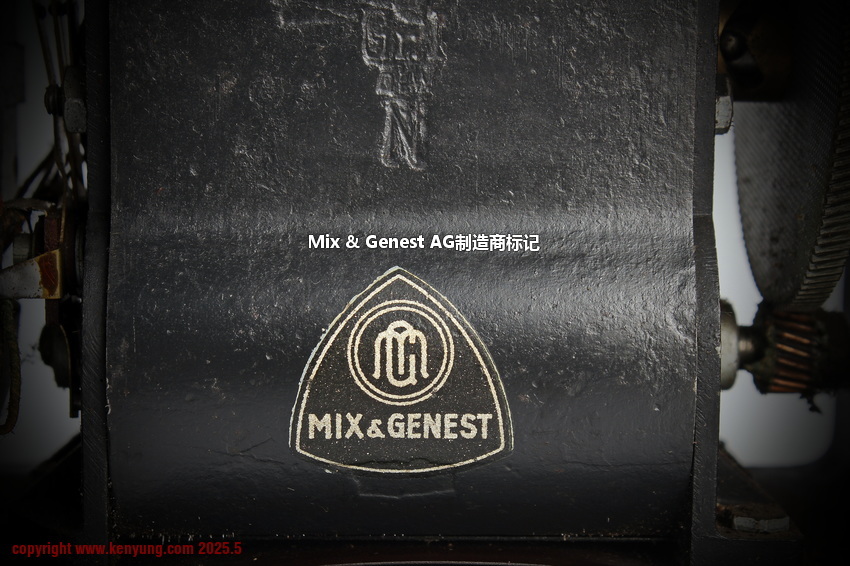 N
Mix & Genest AG制造商标记
MIX&GENEST
copyright www.kenyung.com 2025.5